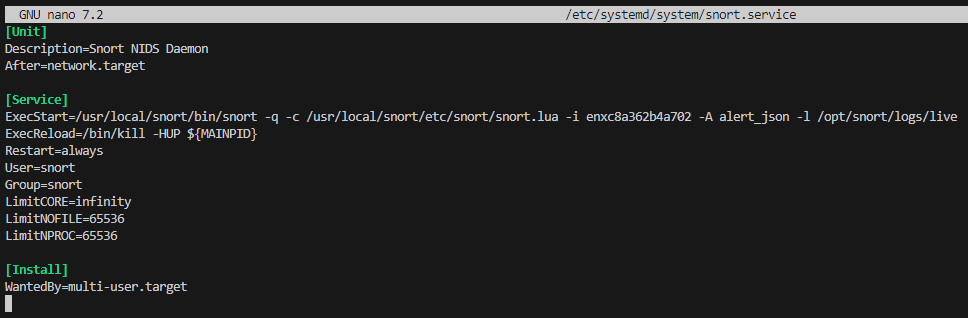 GNU nano 7.2 /etc/systemd/system/snort.service
[Unit]
Description=Snort NIDS Daemon
After=network.target
[Service]
ExecStart=/usr/local/snort/bin/snort -q -c /usr/local/snort/etc/snort/snort.lua -i enxc8a362b4a702 -A alert_json -l /opt/snort/logs/live
ExecReload=/bin/kill -HUP ${MAINPID}
Restart=always
User=snort
Group=snort
LimitCORE=infinity
LimitNOFILE=65536
LimitNPROC=65536
[Install]
WantedBy=multi-user.target